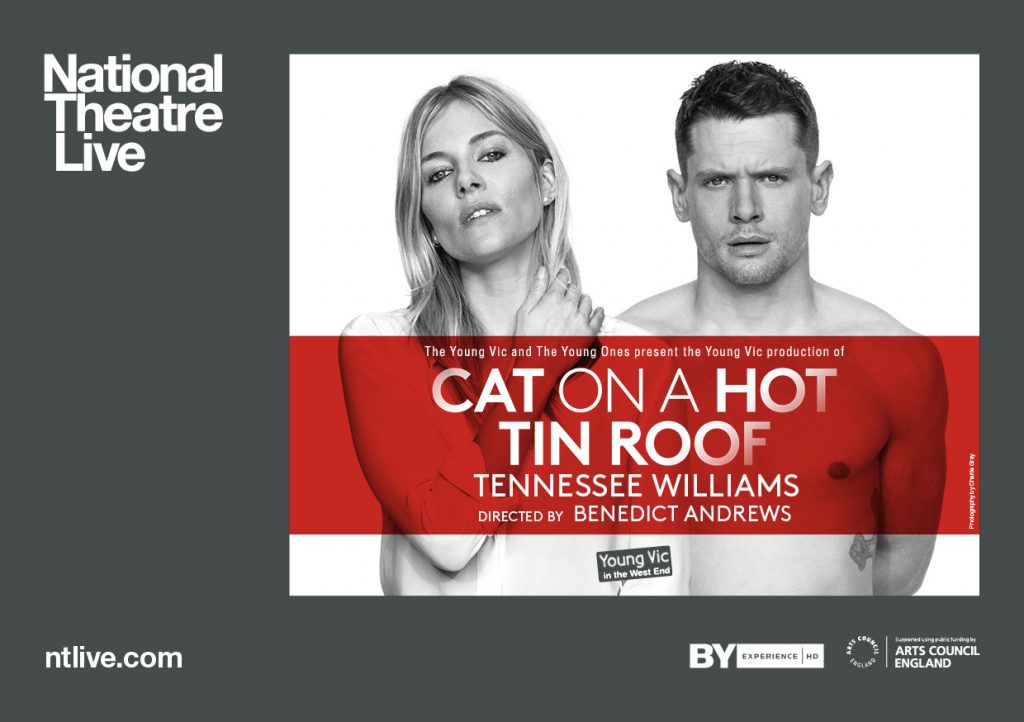 National
Theatre
Live
The Young Vic and The Young Ones present the Young Vic production of
CAT ON A HOT
TIN ROOF
TENNESSEE WILLIAMS
DIRECTED BY BENEDICT ANDREWS
Photography by Charlie Gray
Young Vic
in the West End
ntlive.com
BY EXPERIENCE HD
ARTS COUNCIL
ENGLAND
Supported using public funding by
ARTS COUNCIL
ENGLAND